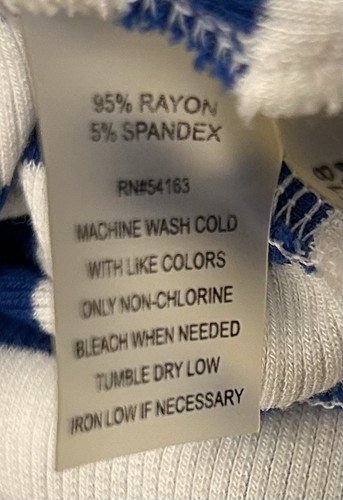 95% RAYON
5% SPANDEX
RN#54163
MACHINE WASH COLD
WITH LIKE COLORS
ONLY NON-CHLORINE
BLEACH WHEN NEEDED
TUMBLE DRY LOW
IRON LOW IF NECESSARY